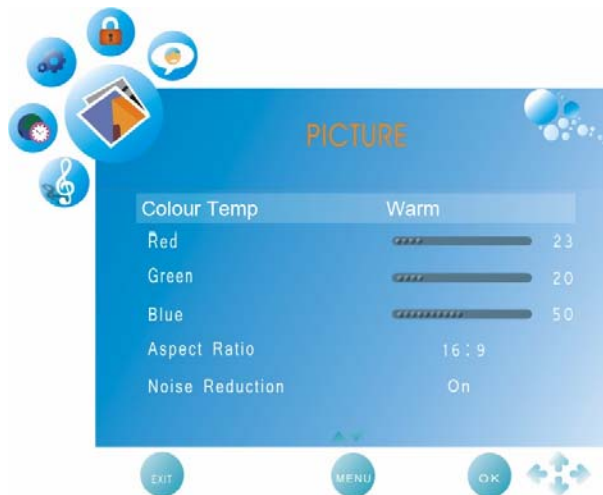 PICTURE
Colour Temp Warm
Red 23
Green 20
Blue 50
Aspect Ratio 16:9
Noise Reduction On
EXIT MENU OK